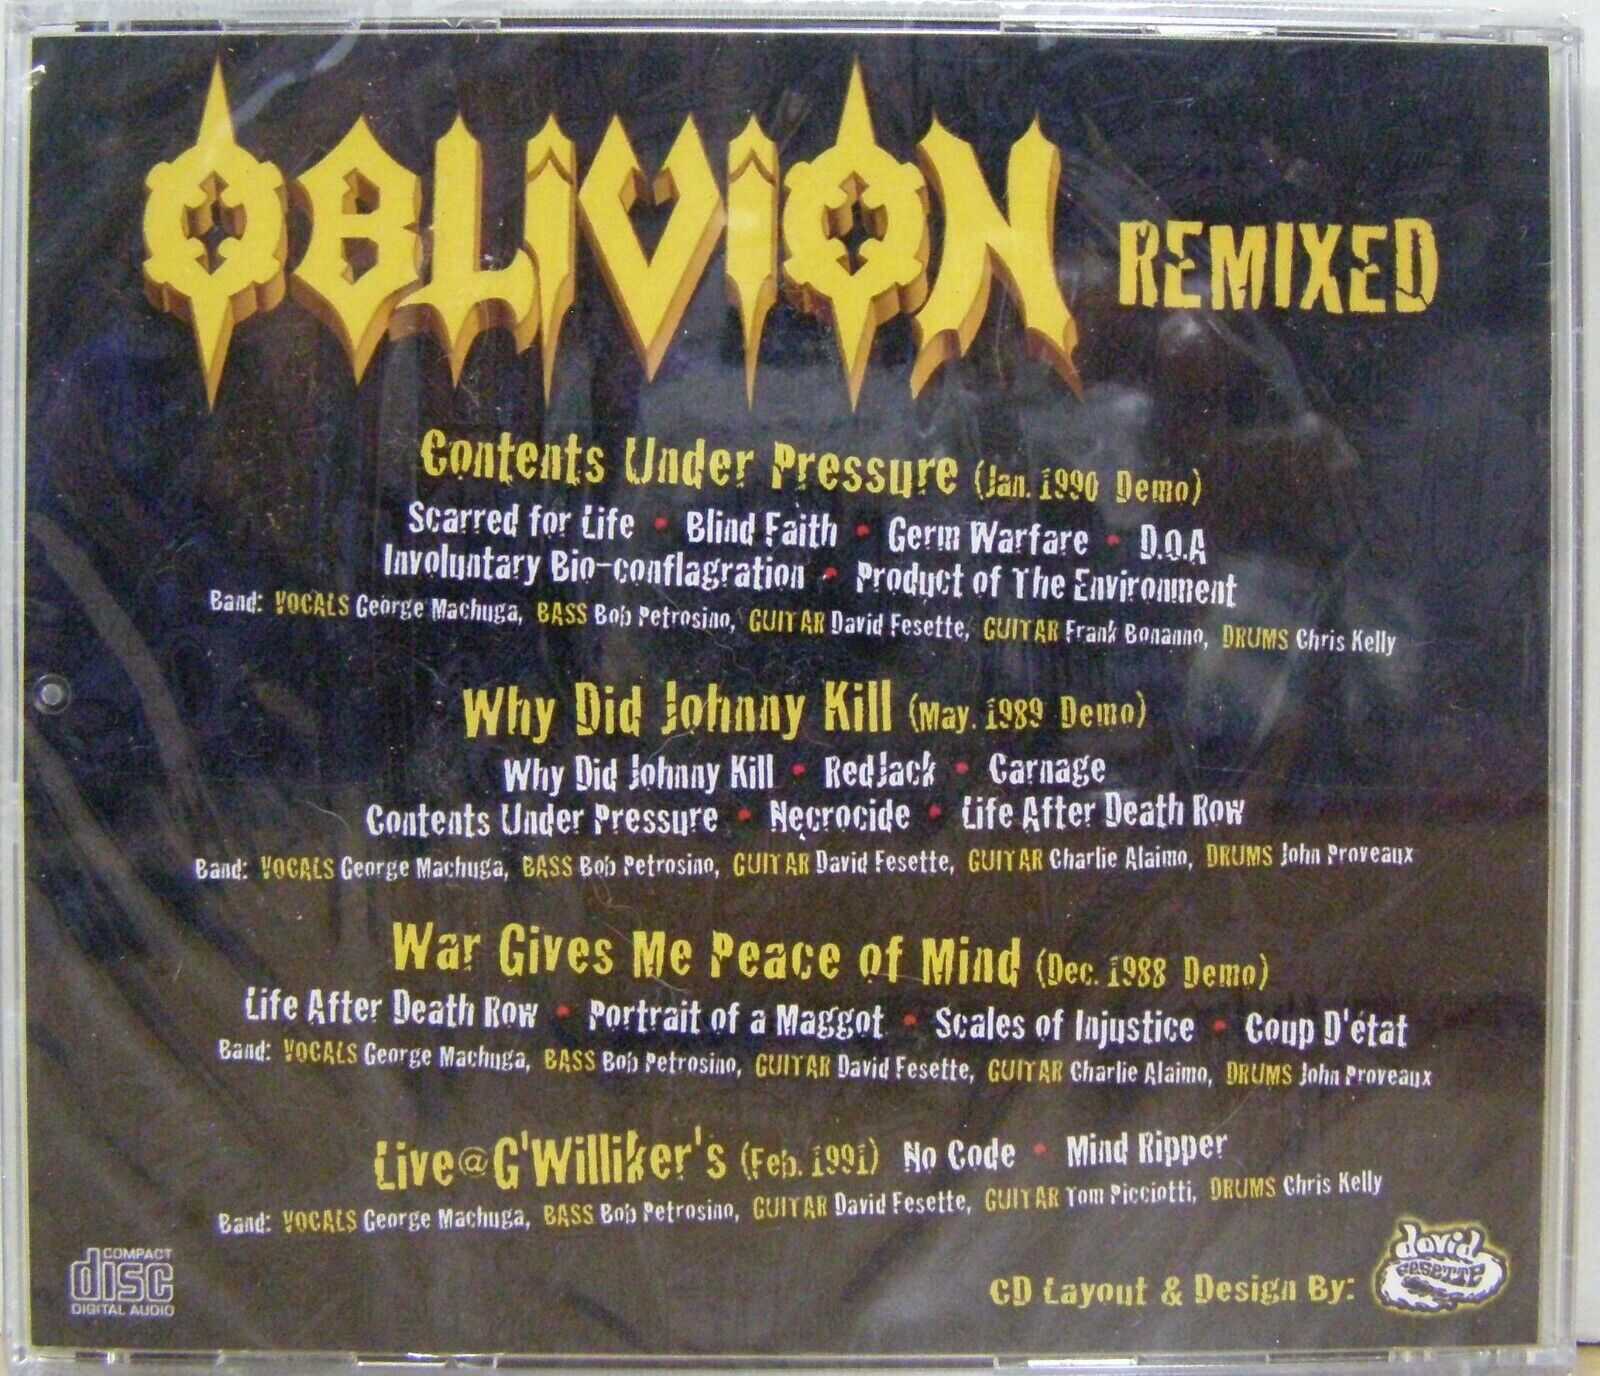 OBLIVION REMIXED
Contents Under Pressure (Jan. 1990 Demo)
Scarred for Life • Blind Faith • Germ Warfare • D.O.A
Involuntary Bio-conflagration • Product of The Environment
Band: VOCALS George Machuga, BASS Bob Petrosino, GUITAR David Fesette, GUITAR Frank Bonanno, DRUMS Chris Kelly
Why Did Johnny Kill (May. 1989 Demo)
Why Did Johnny Kill • RedJack • Carnage
Contents Under Pressure • Necrocide • Life After Death Row
Band: VOCALS George Machuga, BASS Bob Petrosino, GUITAR David Fesette, GUITAR Charlie Alaimo, DRUMS John Proveaux
War Gives Me Peace of Mind (Dec. 1988 Demo)
Life After Death Row • Portrait of a Maggot • Scales of Injustice • Coup D'état
Band: VOCALS George Machuga, BASS Bob Petrosino, GUITAR David Fesette, GUITAR Charlie Alaimo, DRUMS John Proveaux
Live@G'Williker's (Feb. 1991) No Code • Mind Ripper
Band: VOCALS George Machuga, BASS Bob Petrosino, GUITAR David Fesette, GUITAR Tom Picciotti, DRUMS Chris Kelly
COMPACT
disc
DIGITAL AUDIO
CD Layout & Design By:
david
FESETTE